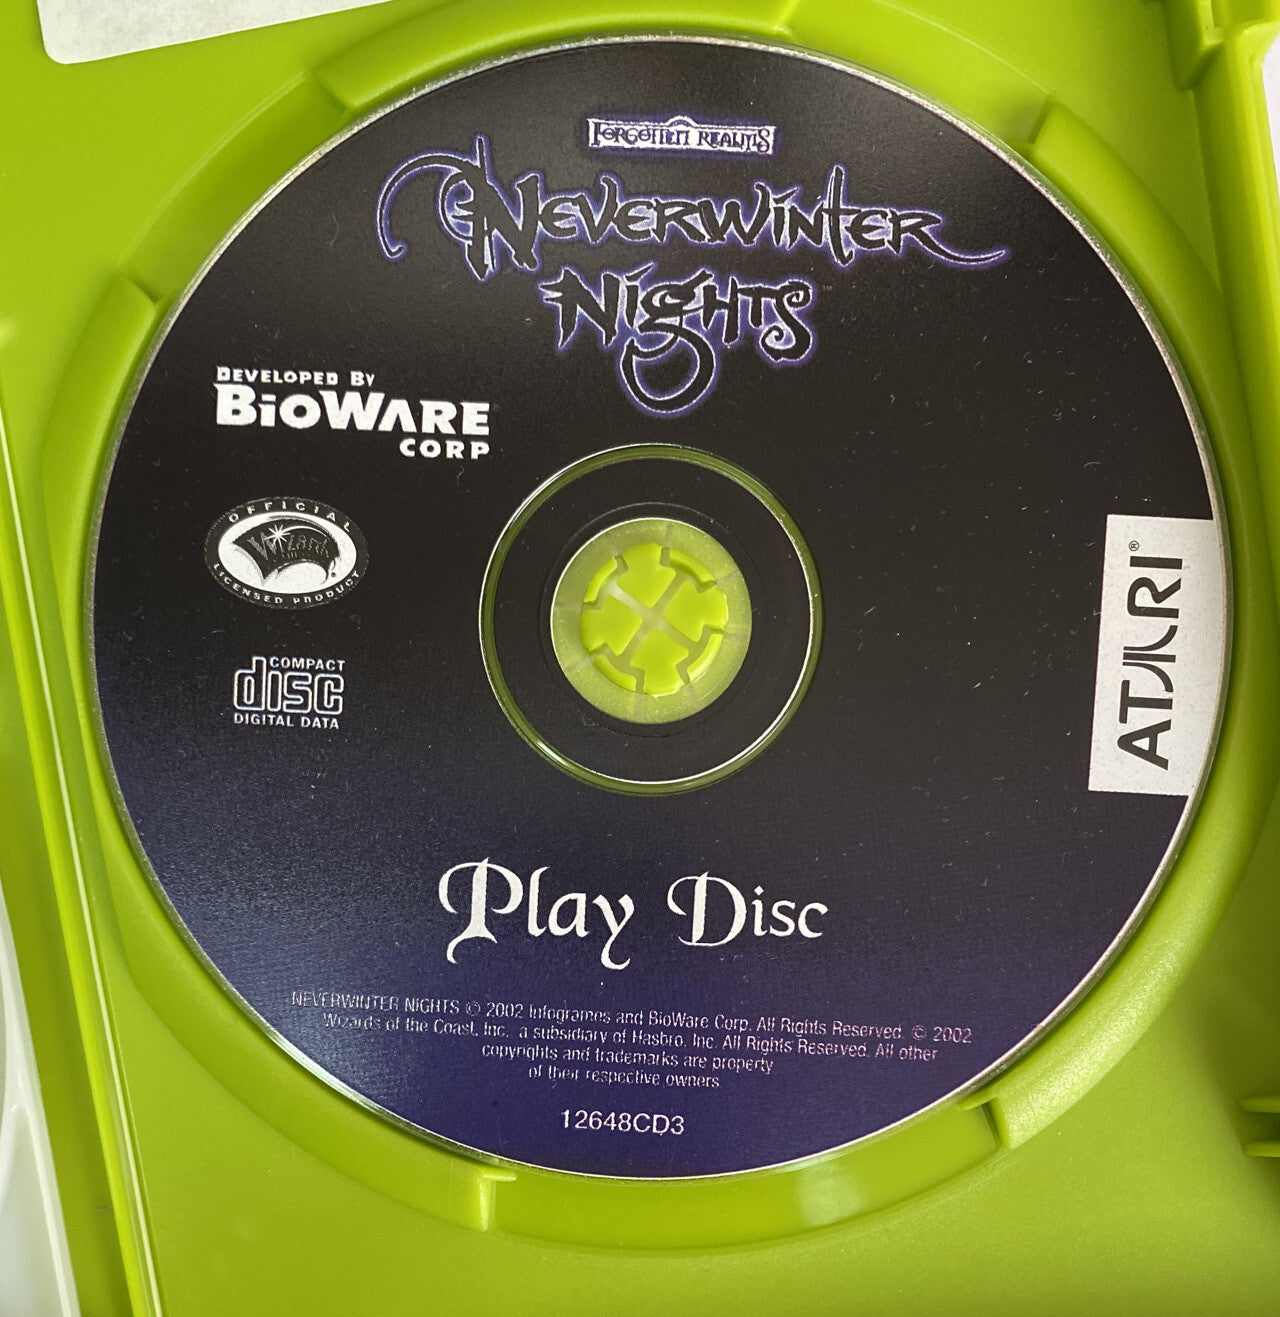 FORGOTTEN REALMS
NEVERWINTER
NIGHTS™
DEVELOPED BY
BIOWARE
CORP
OFFICIAL
Wizards
LICENSED PRODUCT
COMPACT
disc
DIGITAL DATA
ATARI®
Play Disc
NEVERWINTER NIGHTS © 2002 Infogrames and BioWare Corp. All Rights Reserved. © 2002
Wizards of the Coast, Inc., a subsidiary of Hasbro, Inc. All Rights Reserved. All other
copyrights and trademarks are property
of their respective owners
12648CD3